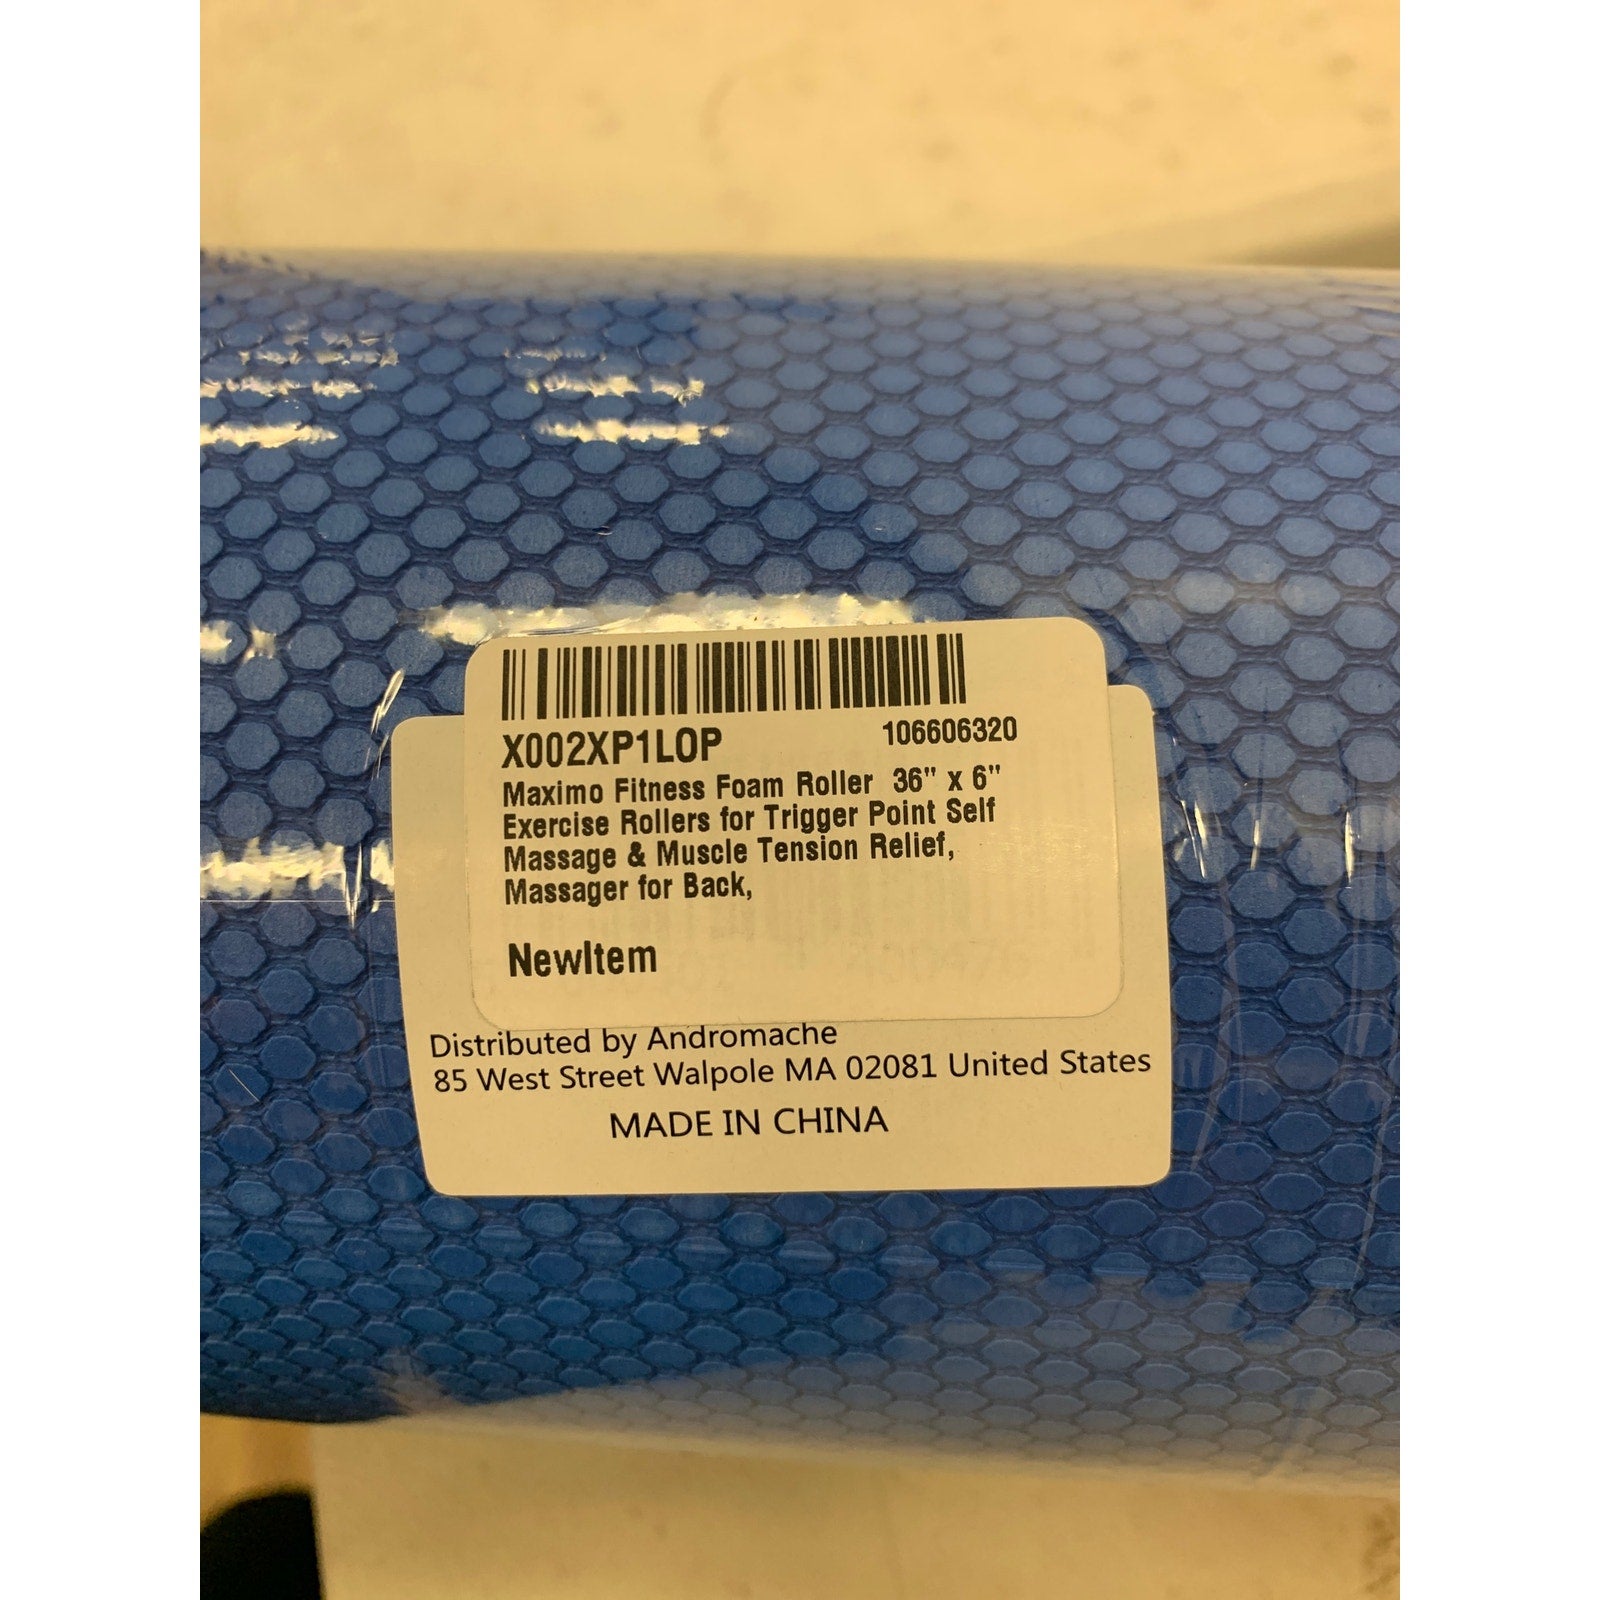 X002XP1LOP
106606320
Maximo Fitness Foam Roller 36" x 6"
Exercise Rollers for Trigger Point Self
Massage & Muscle Tension Relief,
Massager for Back,
NewItem
Distributed by Andromache
85 West Street Walpole MA 02081 United States
MADE IN CHINA